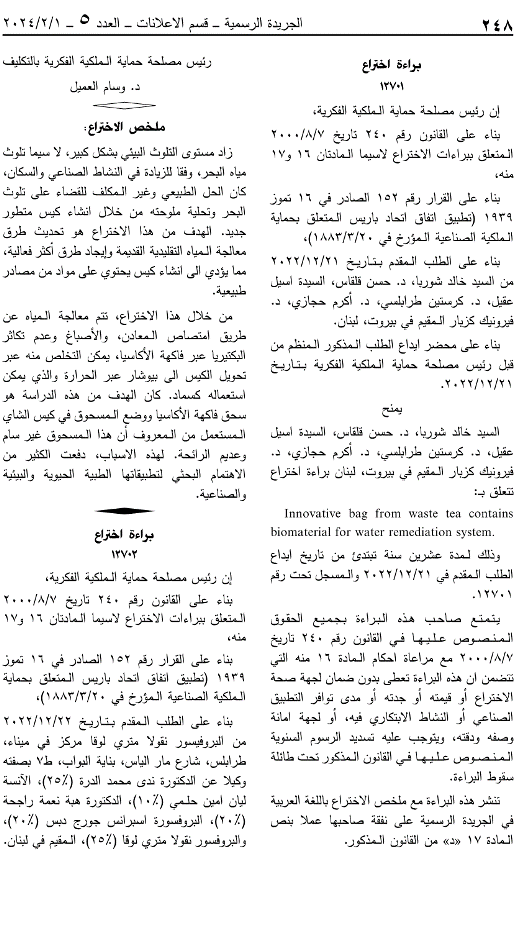 ٢٤٨
الجريدة الرسمية ــ قسم الاعلانات ــ العدد ٥ ــ ٢٠٢٤/٢/١
براءة اختراع
١٢٧٠١
إن رئيس مصلحة حماية الملكية الفكرية،
بناء على القانون رقم ٢٤٠ تاريخ ٢٠٠٠/٨/٧
المتعلق ببراءات الاختراع لاسيما المادتان ١٦ و١٧
منه،
بناء على القرار رقم ١٥٢ الصادر في ١٦ تموز
١٩٣٩ (تطبيق اتفاق اتحاد باريس المتعلق بحماية
الملكية الصناعية المؤرخ في ١٨٨٣/٣/٢٠)،
بناء على الطلب المقدم بتاريخ ٢٠٢٢/١٢/٢١
من السيد خالد شوربا، د. حسن قلقاس، السيدة اسيل
عقيل، د. كرستين طرابلسي، د. أكرم حجازي، د.
فيرونيك كزبار المقيم في بيروت، لبنان.
بناء على محضر ايداع الطلب المذكور المنظم من
قبل رئيس مصلحة حماية الملكية الفكرية بتاريخ
٢٠٢٢/١٢/٢١.
يمنح
السيد خالد شوربا، د. حسن قلقاس، السيدة اسيل
عقيل، د. كرستين طرابلسي، د. أكرم حجازي، د.
فيرونيك كزبار المقيم في بيروت، لبنان براءة اختراع
تتعلق بـ:
Innovative bag from waste tea contains
biomaterial for water remediation system.
وذلك لمدة عشرين سنة تبتدئ من تاريخ ايداع
الطلب المقدم في ٢٠٢٢/١٢/٢١ والمسجل تحت رقم
١٢٧٠١.
يتمتع صاحب هذه البراءة بجميع الحقوق
المنصوص عليها في القانون رقم ٢٤٠ تاريخ
٢٠٠٠/٨/٧ مع مراعاة احكام المادة ١٦ منه التي
تتضمن ان هذه البراءة تعطى بدون ضمان لجهة صحة
الاختراع أو قيمته أو جدته أو مدى توافر التطبيق
الصناعي أو النشاط الابتكاري فيه، أو لجهة امانة
وصفه ودقته، ويتوجب عليه تسديد الرسوم السنوية
المنصوص عليها في القانون المذكور تحت طائلة
سقوط البراءة.
تنشر هذه البراءة مع ملخص الاختراع باللغة العربية
في الجريدة الرسمية على نفقة صاحبها عملا بنص
المادة ١٧ «د» من القانون المذكور.
رئيس مصلحة حماية الملكية الفكرية بالتكليف
د. وسام العميل
ملخص الاختراع:
زاد مستوى التلوث البيئي بشكل كبير، لا سيما تلوث
مياه البحر، وفقا للزيادة في النشاط الصناعي والسكان،
كان الحل الطبيعي وغير المكلف للقضاء على تلوث
البحر وتحلية ملوحته من خلال انشاء كيس متطور
جديد. الهدف من هذا الاختراع هو تحديث طرق
معالجة المياه التقليدية القديمة وإيجاد طرق أكثر فعالية،
مما يؤدي الى انشاء كيس يحتوي على مواد من مصادر
طبيعية.
من خلال هذا الاختراع، تتم معالجة المياه عن
طريق امتصاص المعادن، والأصباغ وعدم تكاثر
البكتيريا عبر فاكهة الأكاسيا، يمكن التخلص منه عبر
تحويل الكيس الى بيوشار عبر الحرارة والذي يمكن
استعماله كسماد. كان الهدف من هذه الدراسة هو
سحق فاكهة الأكاسيا ووضع المسحوق في كيس الشاي
المستعمل من المعروف أن هذا المسحوق غير سام
وعديم الرائحة. لهذه الاسباب، دفعت الكثير من
الاهتمام البحثي لتطبيقاتها الطبية الحيوية والبيئية
والصناعية.
براءة اختراع
١٢٧٠٢
إن رئيس مصلحة حماية الملكية الفكرية،
بناء على القانون رقم ٢٤٠ تاريخ ٢٠٠٠/٨/٧
المتعلق ببراءات الاختراع لاسيما المادتان ١٦ و١٧
منه،
بناء على القرار رقم ١٥٢ الصادر في ١٦ تموز
١٩٣٩ (تطبيق اتفاق اتحاد باريس المتعلق بحماية
الملكية الصناعية المؤرخ في ١٨٨٣/٣/٢٠)،
بناء على الطلب المقدم بتاريخ ٢٠٢٢/١٢/٢٢
من البروفيسور نقولا متري لوقا مركز في ميناء،
طرابلس، شارع مار الياس، بناية البواب، ط٧ بصفته
وكيلا عن الدكتورة ندى محمد الدرة (٢٥٪)، الآنسة
ليان امين حلمي (١٠٪)، الدكتورة هبة نعمة راجحة
(٢٠٪)، البروفسورة اسبرانس جورج دبس (٢٠٪)،
والبروفسور نقولا متري لوقا (٢٥٪)، المقيم في لبنان.